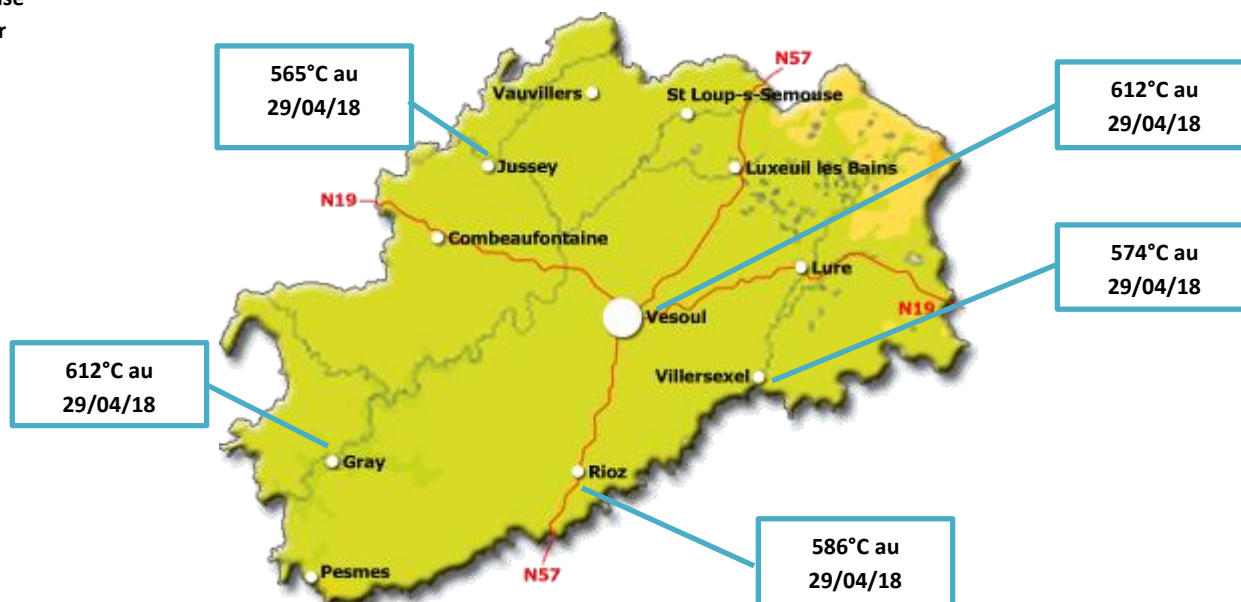 565°C au
29/04/18
N57
612°C au
29/04/18
Vauvillers
St Loup-s-Semouse
Jussey
Luxeuil les Bains
N19
Combeaufontaine
574°C au
29/04/18
Lure
N19
Vesoul
612°C au
29/04/18
Villersexel
Gray
Rioz
586°C au
29/04/18
N57
Pesmes